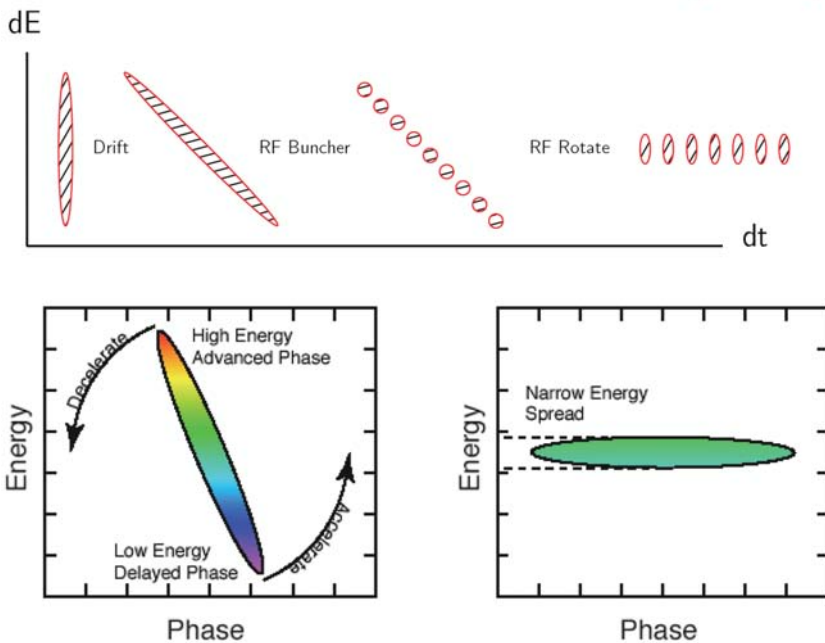 dE
Drift
RF Buncher
RF Rotate
dt
Decelerate
High Energy
Advanced Phase
Energy
Low Energy
Delayed Phase
Accelerate
Phase
Narrow Energy
Spread
Energy
Phase